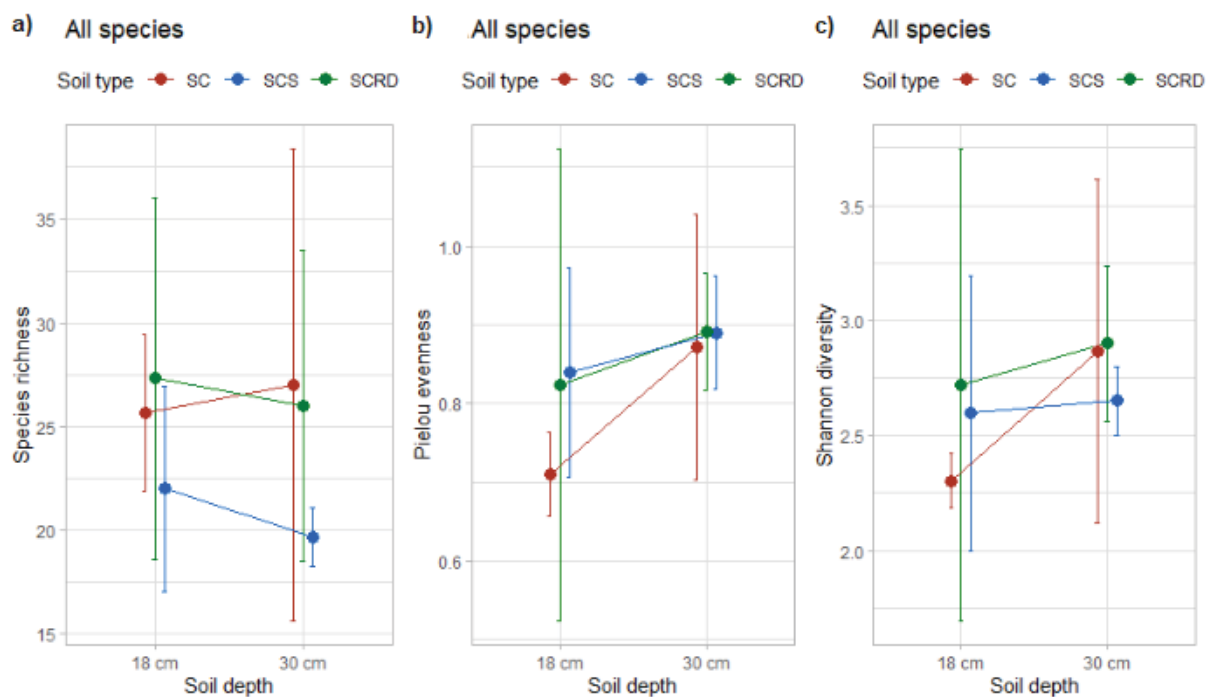 a) All species
Soil type SC SCS SCRD
Species richness
35
30
25
20
15
18 cm 30 cm
Soil depth
b) All species
Soil type SC SCS SCRD
Pielou evenness
1.0
0.8
0.6
18 cm 30 cm
Soil depth
c) All species
Soil type SC SCS SCRD
Shannon diversity
3.5
3.0
2.5
2.0
18 cm 30 cm
Soil depth